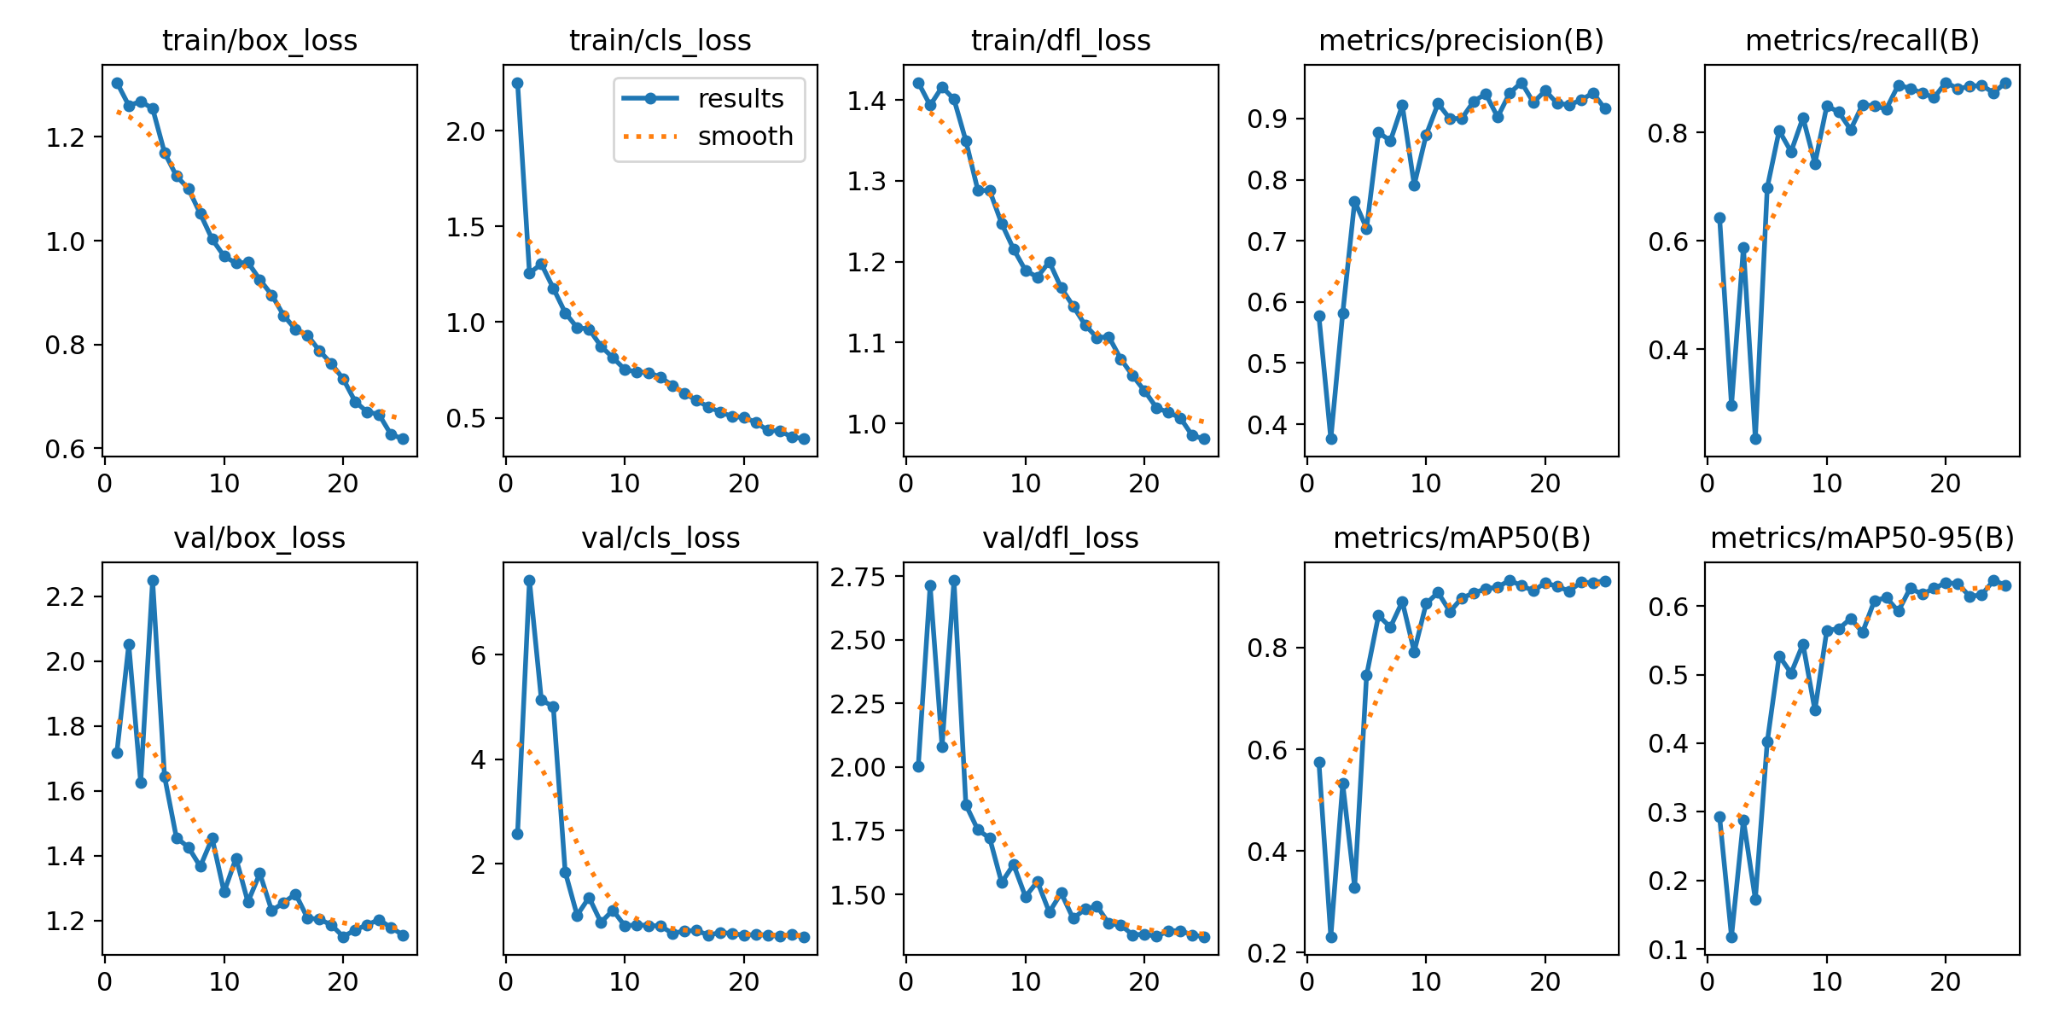 train/box_loss
train/cls_loss
train/dfl_loss
metrics/precision(B)
metrics/recall(B)
results
smooth
1.2
1.0
0.8
0.6
0 10 20
2.0
1.5
1.0
0.5
0 10 20
1.4
1.3
1.2
1.1
1.0
0 10 20
0.9
0.8
0.7
0.6
0.5
0.4
0 10 20
0.8
0.6
0.4
0 10 20
val/box_loss
val/cls_loss
val/dfl_loss
metrics/mAP50(B)
metrics/mAP50-95(B)
2.2
2.0
1.8
1.6
1.4
1.2
0 10 20
6
4
2
0 10 20
2.75
2.50
2.25
2.00
1.75
1.50
0 10 20
0.8
0.6
0.4
0.2
0 10 20
0.6
0.5
0.4
0.3
0.2
0.1
0 10 20